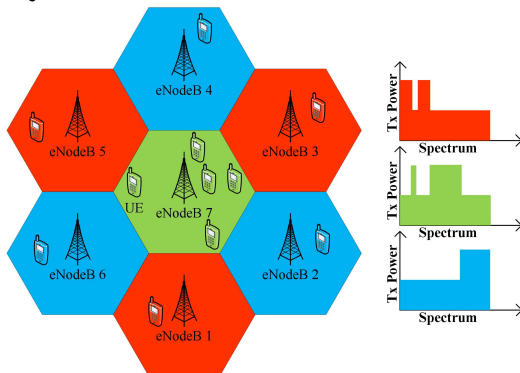 eNodeB 4
eNodeB 5
eNodeB 3
UE
eNodeB 7
eNodeB 6
eNodeB 2
eNodeB 1
Tx Power
Spectrum
Tx Power
Spectrum
Tx Power
Spectrum